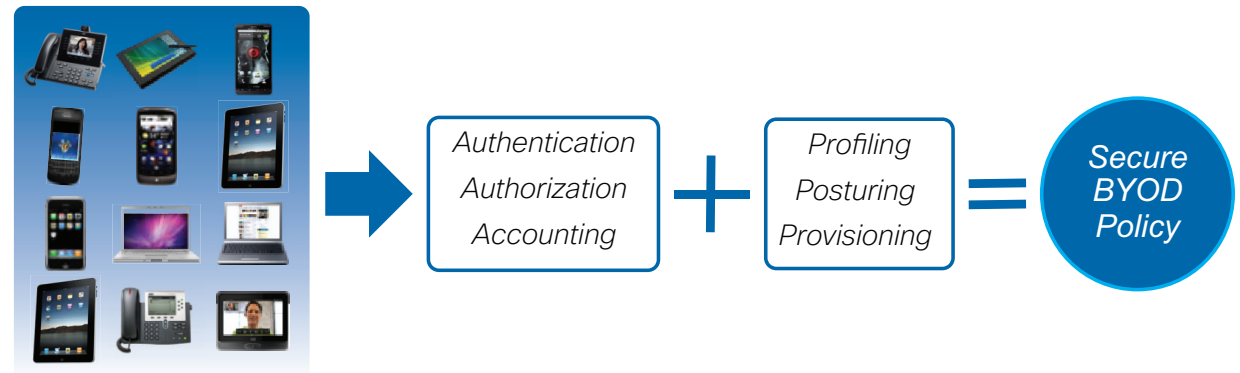 Authentication
Authorization
Accounting
Profiling
Posturing
Provisioning
Secure
BYOD
Policy